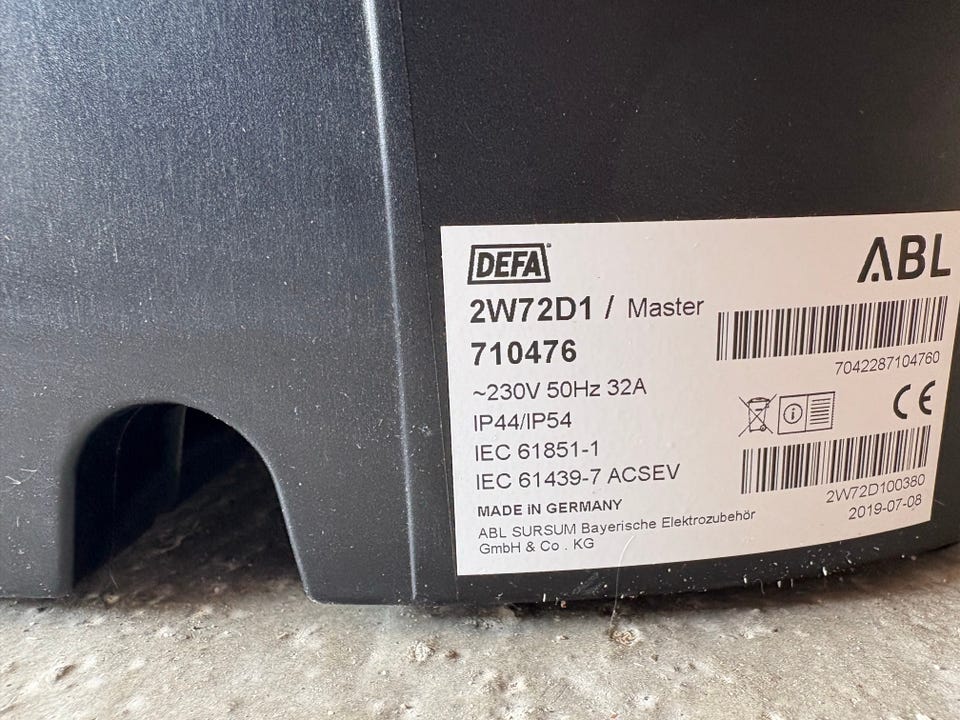 DEFA
ABL
2W72D1 / Master
710476
7042287104760
~230V 50Hz 32A
IP44/IP54
IEC 61851-1
IEC 61439-7 ACSEV
CE
2W72D100380
2019-07-08
MADE iN GERMANY
ABL SURSUM Bayerische Elektrozubehör
GmbH & Co . KG